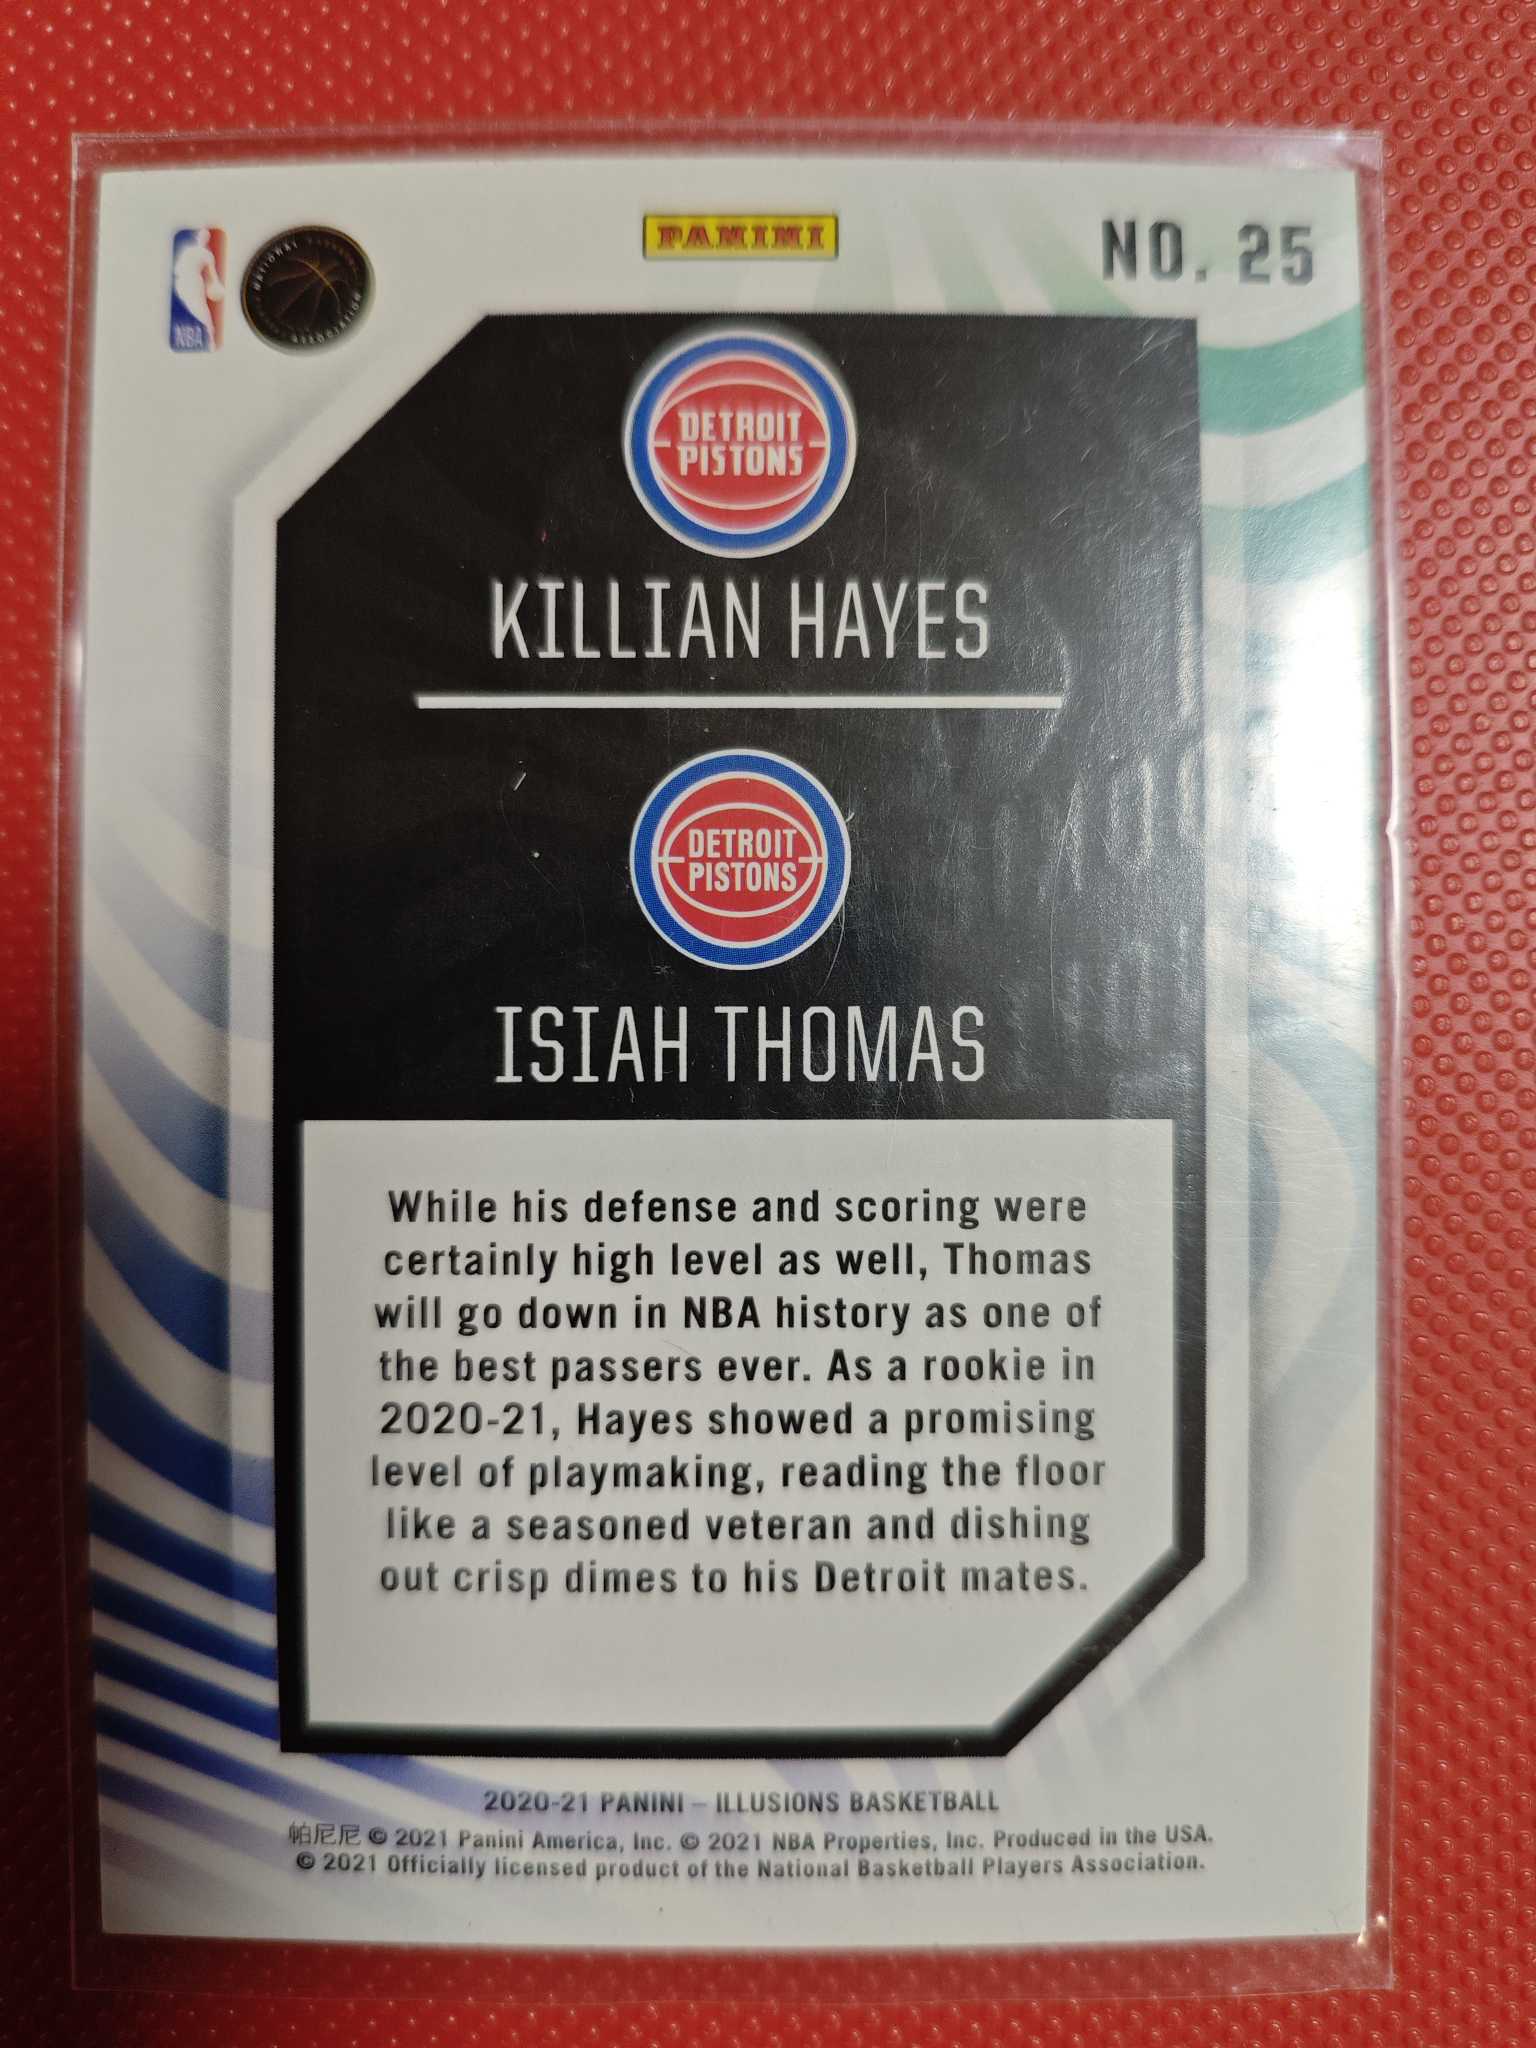 NBA
NATIONAL
ASSOCIATION
PANINI
NO. 25
DETROIT
PISTONS
KILLIAN HAYES
DETROIT
PISTONS
ISIAH THOMAS
While his defense and scoring were
certainly high level as well, Thomas
will go down in NBA history as one of
the best passers ever. As a rookie in
2020-21, Hayes showed a promising
level of playmaking, reading the floor
like a seasoned veteran and dishing
out crisp dimes to his Detroit mates.
2020-21 PANINI – ILLUSIONS BASKETBALL
帕尼尼 © 2021 Panini America, Inc. © 2021 NBA Properties, Inc. Produced in the USA.
© 2021 Officially licensed product of the National Basketball Players Association.